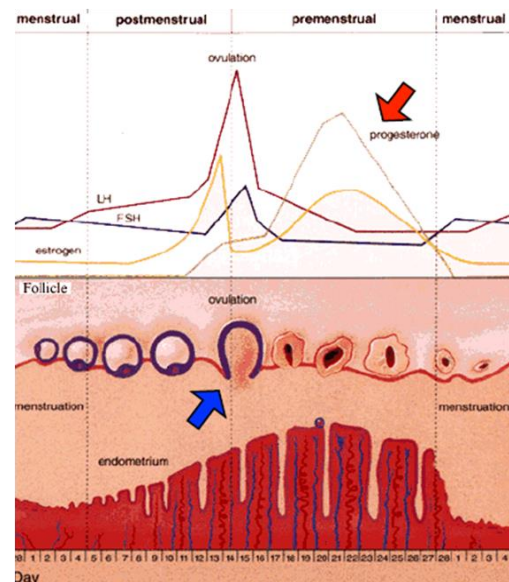 menstrual postmenstrual premenstrual menstrual
ovulation
progesterone
LH
FSH
estrogen
Follicle
ovulation
menstruation menstruation
endometrium
28 1 2 3 4 5 6 7 8 9 10 11 12 13 14 15 16 17 18 19 20 21 22 23 24 25 26 27 28 1 2 3 4
Day